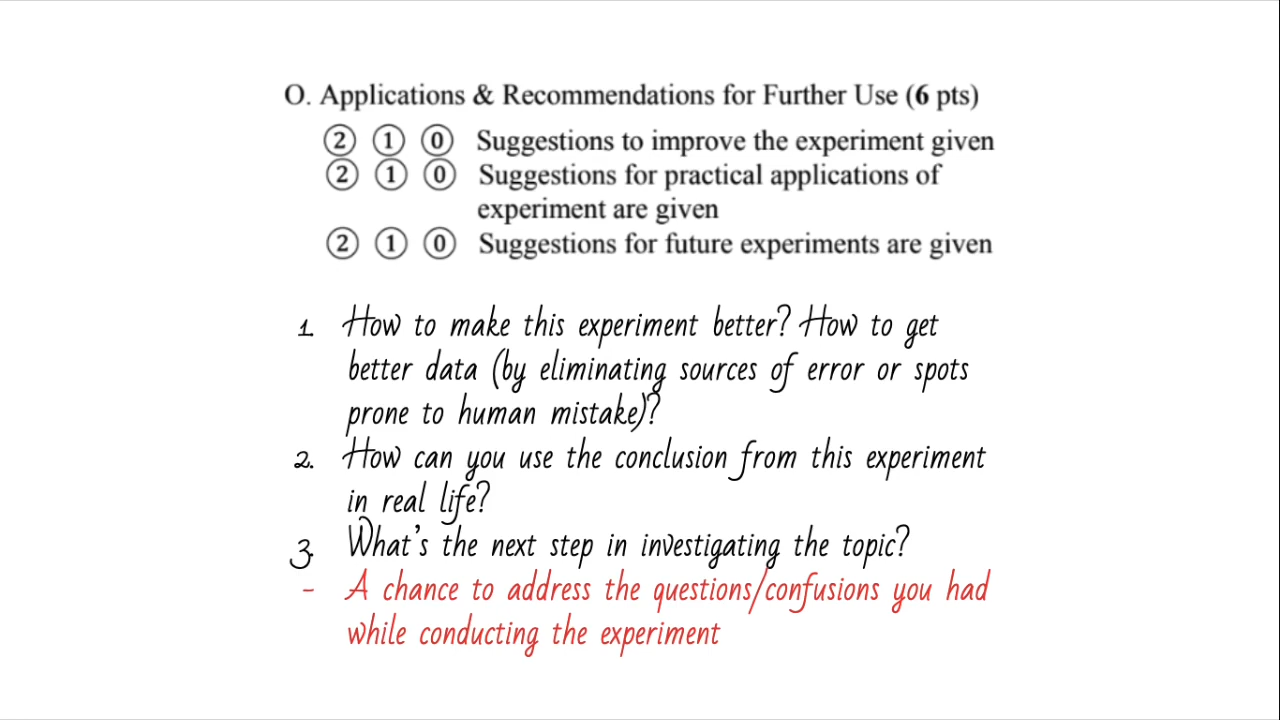 O. Applications & Recommendations for Further Use (6 pts)
② ① ⓪ Suggestions to improve the experiment given
② ① ⓪ Suggestions for practical applications of
experiment are given
② ① ⓪ Suggestions for future experiments are given
1. How to make this experiment better? How to get
better data (by eliminating sources of error or spots
prone to human mistake)?
2. How can you use the conclusion from this experiment
in real life?
3. What's the next step in investigating the topic?
- A chance to address the questions/confusions you had
while conducting the experiment